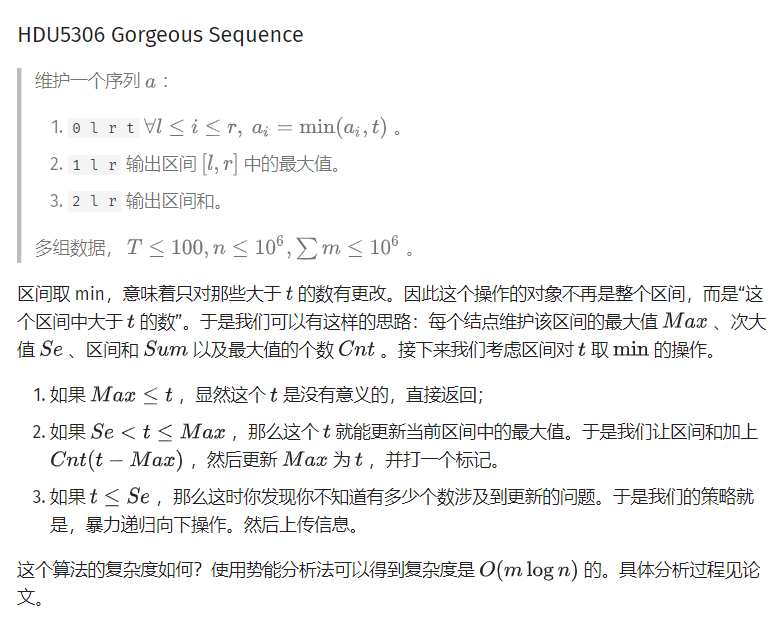 HDU5306 Gorgeous Sequence
维护一个序列 a ：
1. 0 l r t ∀l ≤ i ≤ r, a_i = min(a_i, t) 。
2. 1 l r 输出区间 [l, r] 中的最大值。
3. 2 l r 输出区间和。
多组数据， T ≤ 100, n ≤ 10^6, ∑ m ≤ 10^6 。
区间取 min，意味着只对那些大于 t 的数有更改。因此这个操作的对象不再是整个区间，而是“这
个区间中大于 t 的数”。于是我们可以有这样的思路：每个结点维护该区间的最大值 Max 、次大
值 Se 、区间和 Sum 以及最大值的个数 Cnt 。接下来我们考虑区间对 t 取 min 的操作。
1. 如果 Max ≤ t ，显然这个 t 是没有意义的，直接返回；
2. 如果 Se < t ≤ Max ，那么这个 t 就能更新当前区间中的最大值。于是我们让区间和加上
Cnt(t − Max) ，然后更新 Max 为 t ，并打一个标记。
3. 如果 t ≤ Se ，那么这时你发现你不知道有多少个数涉及到更新的问题。于是我们的策略就
是，暴力递归向下操作。然后上传信息。
这个算法的复杂度如何？使用势能分析法可以得到复杂度是 O(m log n) 的。具体分析过程见论
文。